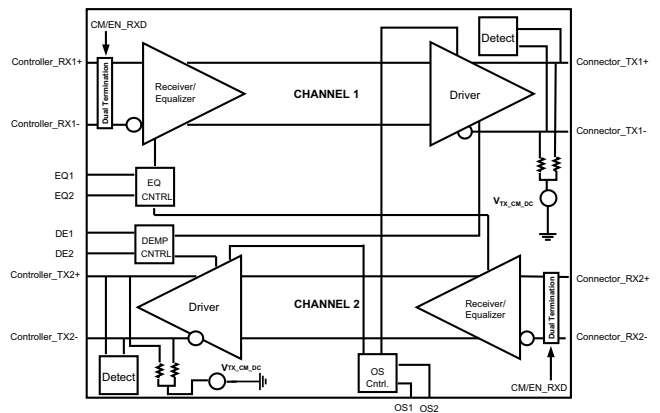 CM/EN_RXD
Detect
Controller_RX1+
Connector_TX1+
Dual Termination
Receiver/
Equalizer
CHANNEL 1
Driver
Controller_RX1-
Connector_TX1-
EQ1
EQ
CNTRL
EQ2
VTX_CM_DC
DE1
DEMP
CNTRL
DE2
Controller_TX2+
Connector_RX2+
Driver
CHANNEL 2
Receiver/
Equalizer
Dual Termination
Controller_TX2-
Connector_RX2-
Detect
VTX_CM_DC
OS
Cntrl.
CM/EN_RXD
OS1 OS2